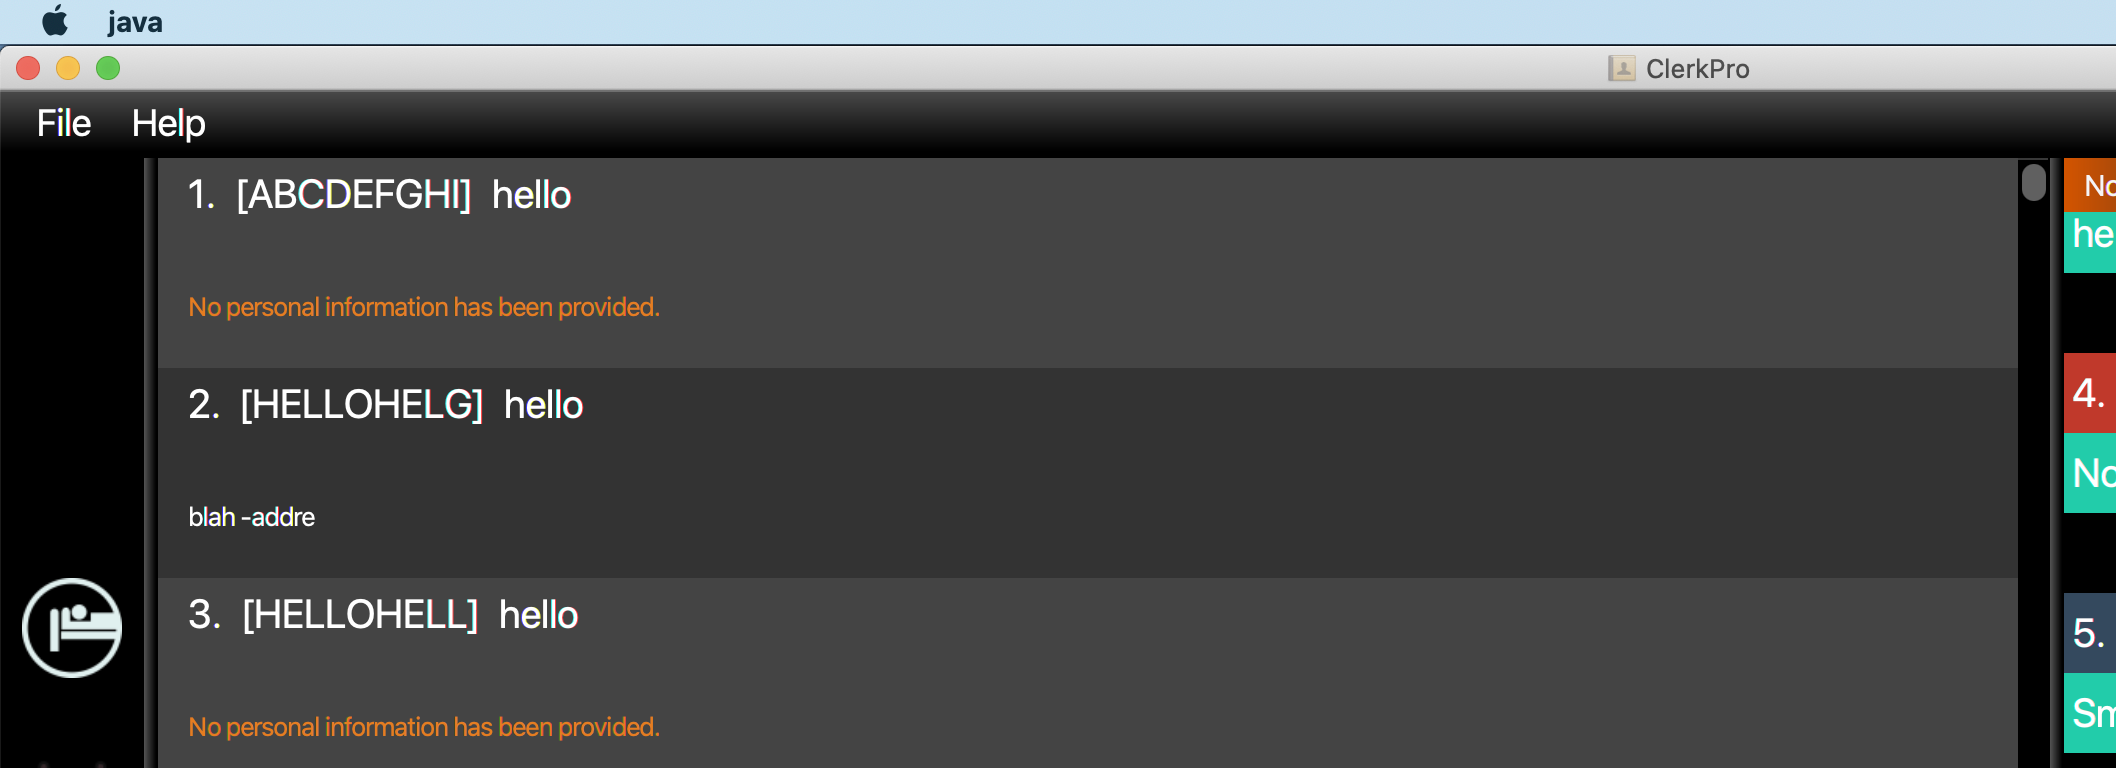 java
ClerkPro
File Help
1. [ABCDEFGHI] hello
No personal information has been provided.
2. [HELLOHELG] hello
blah -addre
3. [HELLOHELL] hello
No personal information has been provided.
No
he
4.
No
5.
Sm